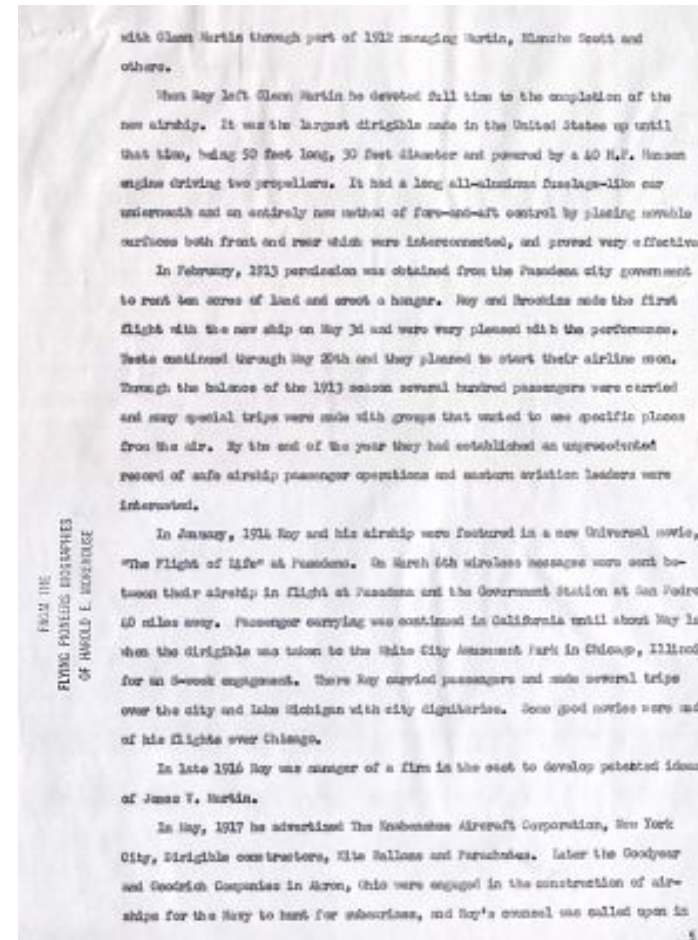 with Glenn Martin through part of 1912 managing Martin, Blanche Scott and
others.
When Roy left Glenn Martin he devoted full time to the completion of the
new airship. It was the largest dirigible made in the United States up until
that time, being 50 feet long, 30 feet diameter and powered by a 40 H.P. Hansen
engine driving two propellers. It had a long all-aluminum fuselage-like car
underneath and an entirely new method of fore-and-aft control by placing movable
surfaces both front and rear which were interconnected, and proved very effective
In February, 1913 permission was obtained from the Pasadena city government
to rent ten acres of land and erect a hangar. Roy and Brookins made the first
flight with the new ship on May 3d and were very pleased with the performance.
Tests continued through May 20th and they planned to start their airline soon.
Through the balance of the 1913 season several hundred passengers were carried
and many special trips were made with groups that wanted to see specific places
from the air. By the end of the year they had established an unprecedented
record of safe airship passenger operations and eastern aviation leaders were
interested.
In January, 1914 Roy and his airship were featured in a new Universal movie,
"The Flight of Life" at Pasadena. On March 6th wireless messages were sent be-
tween their airship in flight at Pasadena and the Government Station at San Pedro
40 miles away. Passenger carrying was continued in California until about May 1s
when the dirigible was taken to the White City Amusement Park in Chicago, Illinoi
for an 8-week engagement. There Roy carried passengers and made several trips
over the city and Lake Michigan with city dignitaries. Some good movies were mad
of his flights over Chicago.
In late 1916 Roy was manager of a firm in the east to develop patented ideas
of James V. Martin.
In May, 1917 he advertised The Knabenshue Aircraft Corporation, New York
City, Dirigible constructors, Kite Balloons and Parachutes. Later the Goodyear
and Goodrich Companies in Akron, Ohio were engaged in the construction of air-
ships for the Navy to hunt for submarines, and Roy's counsel was called upon in
FROM THE
FLYING PIONEERS BIOGRAPHIES
OF HAROLD E. MOREHOUSE